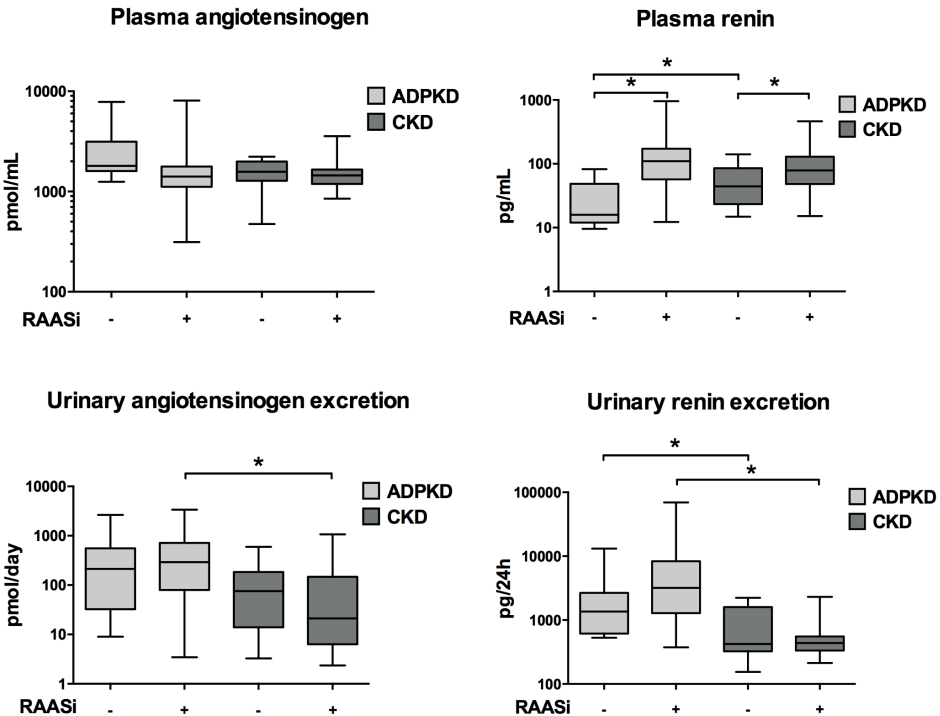 Plasma angiotensinogen
10000
1000
100
pmol/mL
ADPKD
CKD
RAASi - + - +
Plasma renin
* * *
1000
100
10
1
pg/mL
ADPKD
CKD
RAASi - + - +
Urinary angiotensinogen excretion
*
10000
1000
100
10
1
pmol/day
ADPKD
CKD
RAASi - + - +
Urinary renin excretion
*
*
100000
10000
1000
100
pg/24h
ADPKD
CKD
RAASi - + - +